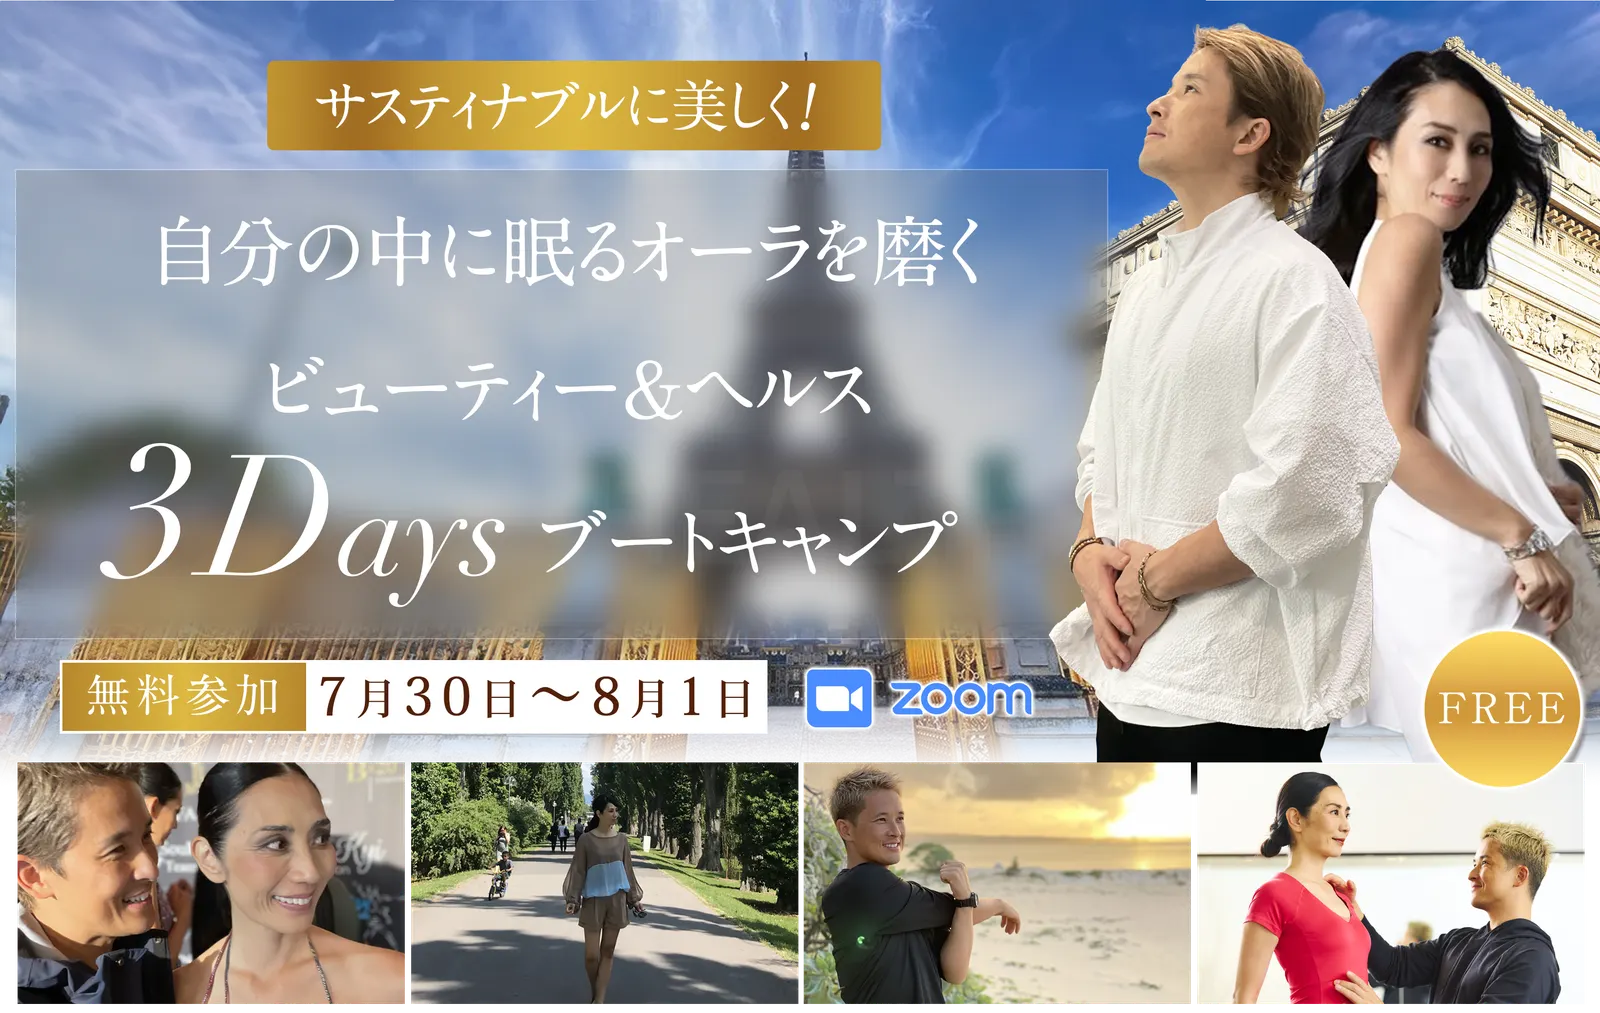 サスティナブルに美しく!
自分の中に眠るオーラを磨く
ビューティー&ヘルス
3Days ブートキャンプ
無料参加 7月30日〜8月1日 zoom
FREE